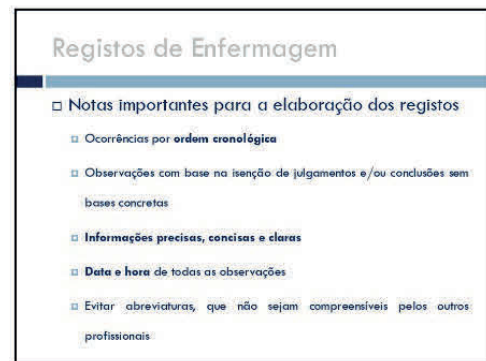 Registos de Enfermagem
Notas importantes para a elaboração dos registos
Ocorrências por ordem cronológica
Observações com base na isenção de julgamentos e/ou conclusões sem
bases concretas
Informações precisas, concisas e claras
Data e hora de todas as observações
Evitar abreviaturas, que não sejam compreensíveis pelos outros
profissionais